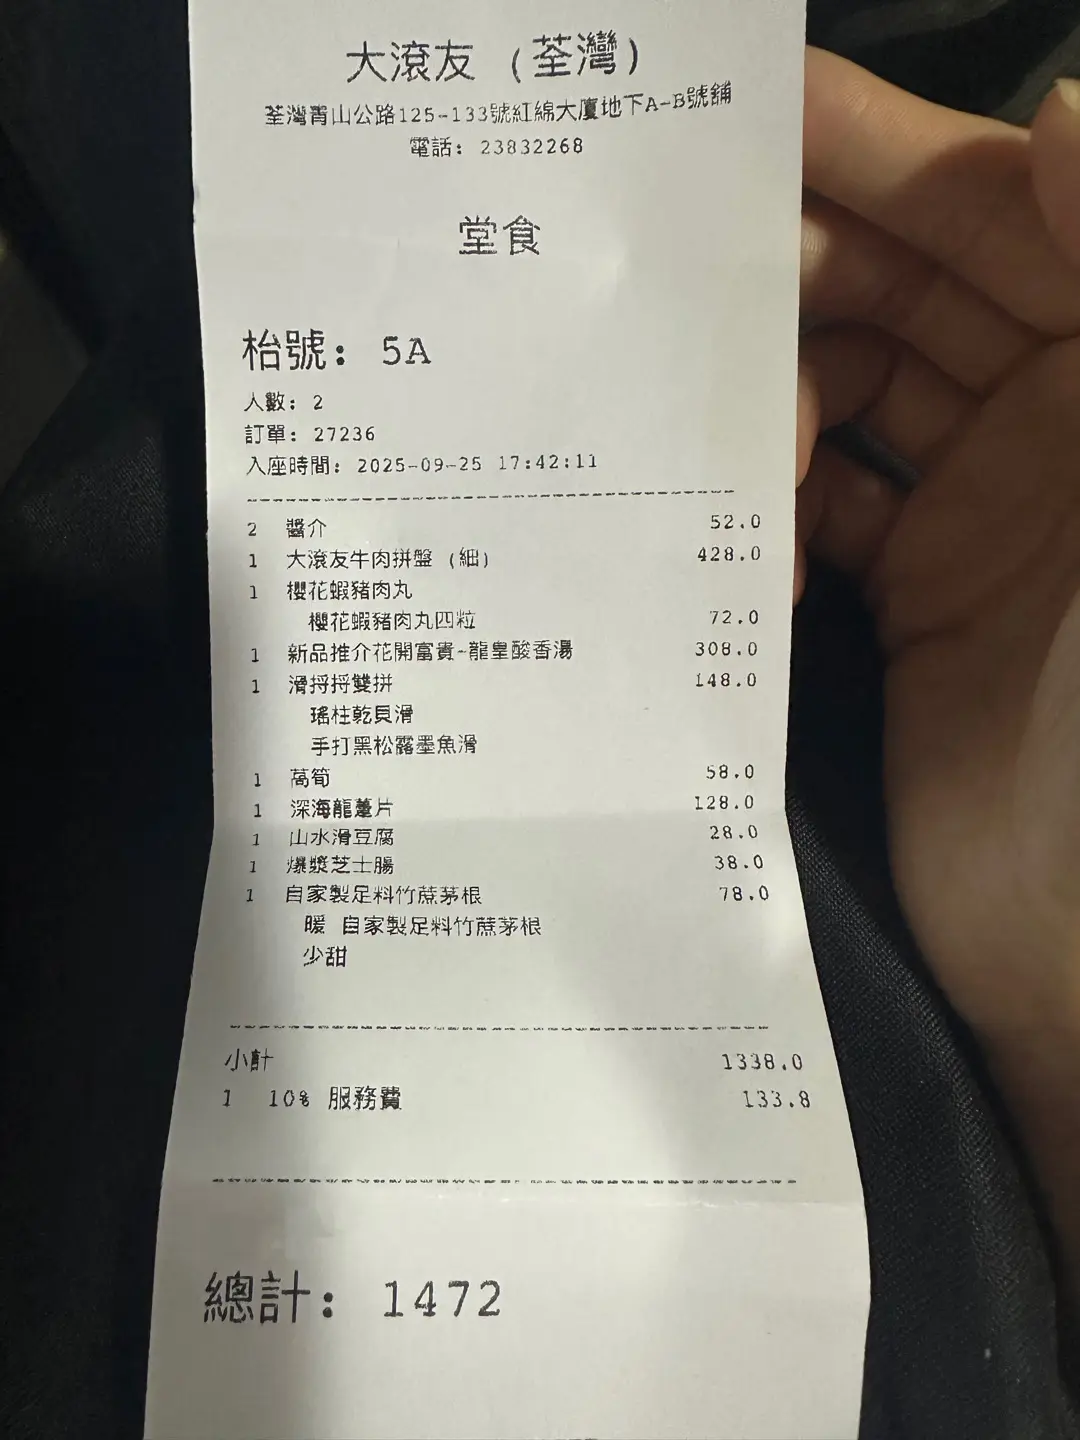 大滾友 (荃灣)
荃灣青山公路125-133號紅綿大廈地下A-B號舖
電話: 23832268
堂食
枱號: 5A
人數: 2
訂單: 27236
入座時間: 2025-09-25 17:42:11
2 醬介 52.0
1 大滾友牛肉拼盤 (細) 428.0
1 櫻花蝦豬肉丸
櫻花蝦豬肉丸四粒 72.0
1 新品推介花開富貴-龍皇酸香湯 308.0
1 滑捋捋雙拼 148.0
瑤柱乾貝滑
手打黑松露墨魚滑
1 萵筍 58.0
1 深海龍躉片 128.0
1 山水滑豆腐 28.0
1 爆漿芝士腸 38.0
1 自家製足料竹蔗茅根 78.0
暖 自家製足料竹蔗茅根
少甜
小計 1338.0
1 10% 服務費 133.8
總計: 1472